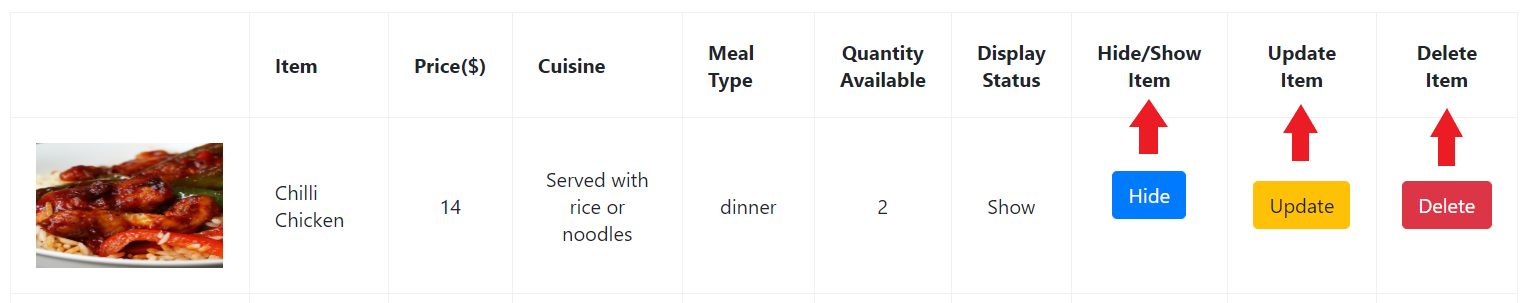 Item
Price($)
Cuisine
Meal
Type
Quantity
Available
Display
Status
Hide/Show
Item
Update
Item
Delete
Item
Chilli
Chicken
14
Served with
rice or
noodles
dinner
2
Show
Hide
Update
Delete